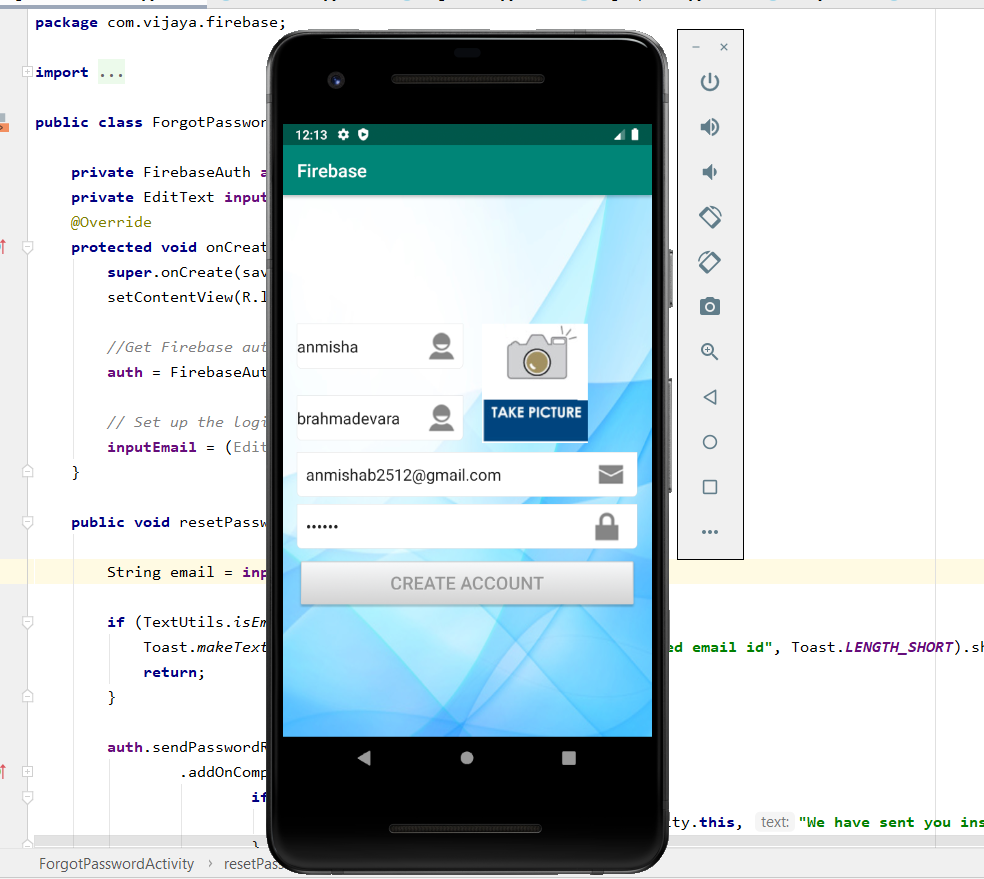 package com.vijaya.firebase;
import ...
public class ForgotPasswor
private FirebaseAuth
private EditText input
@Override
protected void onCreat
super.onCreate(sav
setContentView(R.l
//Get Firebase aut
auth = FirebaseAut
// Set up the logi
inputEmail = (Edit
}
public void resetPassw
String email = inp
if (TextUtils.isEm
Toast.makeText
ed email id", Toast.LENGTH_SHORT).sh
return;
}
auth.sendPasswordR
.addOnComp
if
ty.this, text: "We have sent you ins
}
ForgotPasswordActivity › resetPass
12:13
Firebase
anmisha
brahmadevara
TAKE PICTURE
anmishab2512@gmail.com
••••••
CREATE ACCOUNT